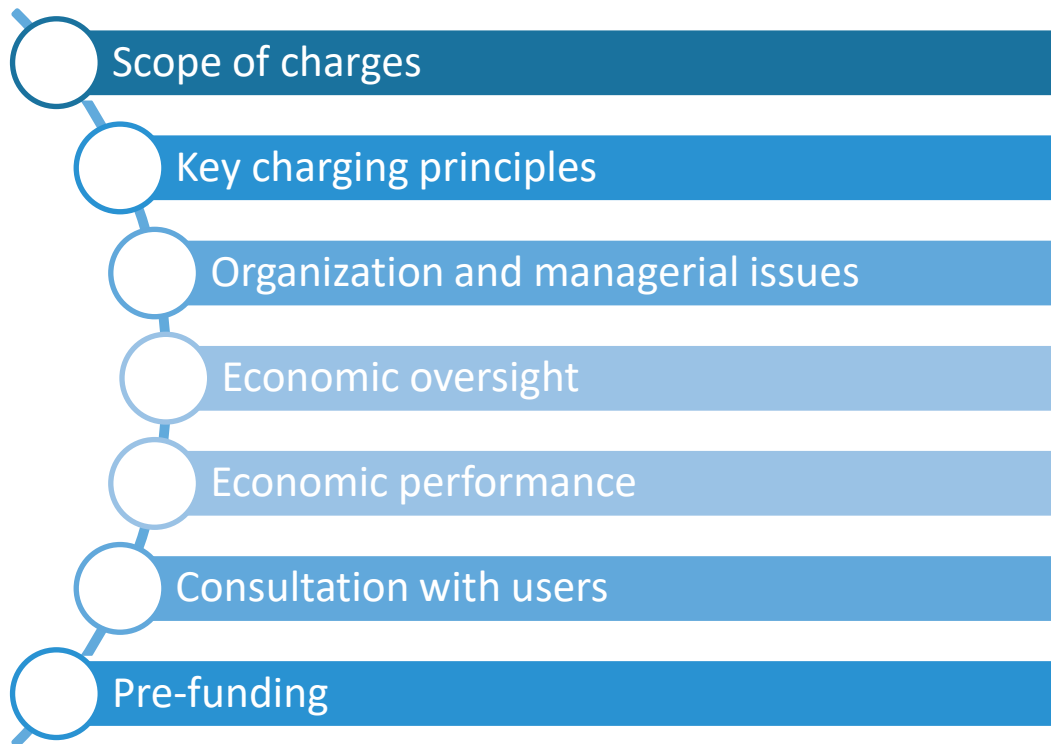 Scope of charges
Key charging principles
Organization and managerial issues
Economic oversight
Economic performance
Consultation with users
Pre-funding